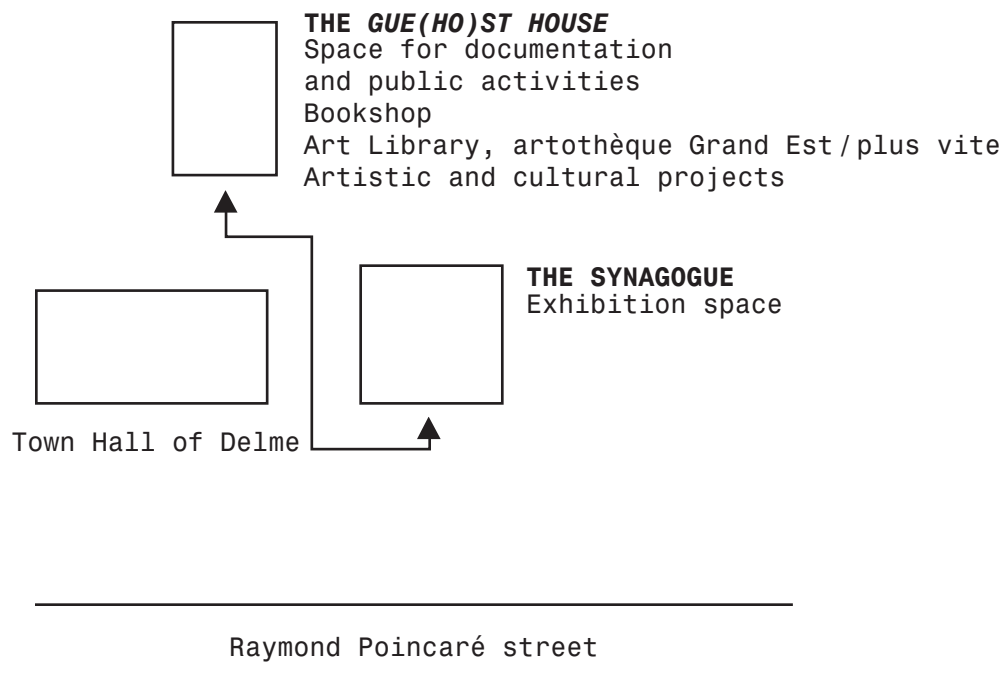 THE GUE(HO)ST HOUSE
Space for documentation
and public activities
Bookshop
Art Library, artothèque Grand Est / plus vite
Artistic and cultural projects
THE SYNAGOGUE
Exhibition space
Town Hall of Delme
Raymond Poincaré street